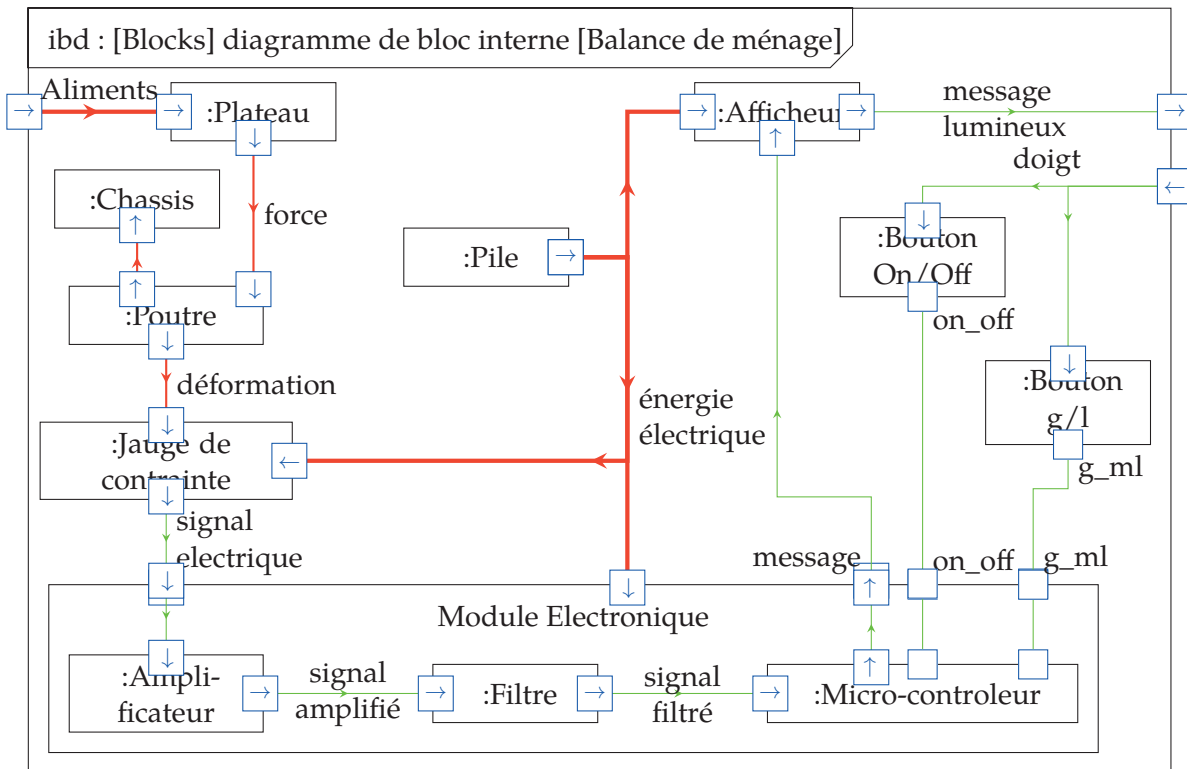 ibd : [Blocks] diagramme de bloc interne [Balance de ménage]
Aliments
:Plateau
:Afficheur
message
lumineux
doigt
:Chassis
force
:Pile
:Bouton
On/Off
on_off
:Poutre
déformation
:Bouton
g/l
g_ml
énergie
électrique
:Jauge de
contrainte
signal
electrique
message
on_off
g_ml
Module Electronique
:Ampli-
ficateur
signal
amplifié
:Filtre
signal
filtré
:Micro-controleur